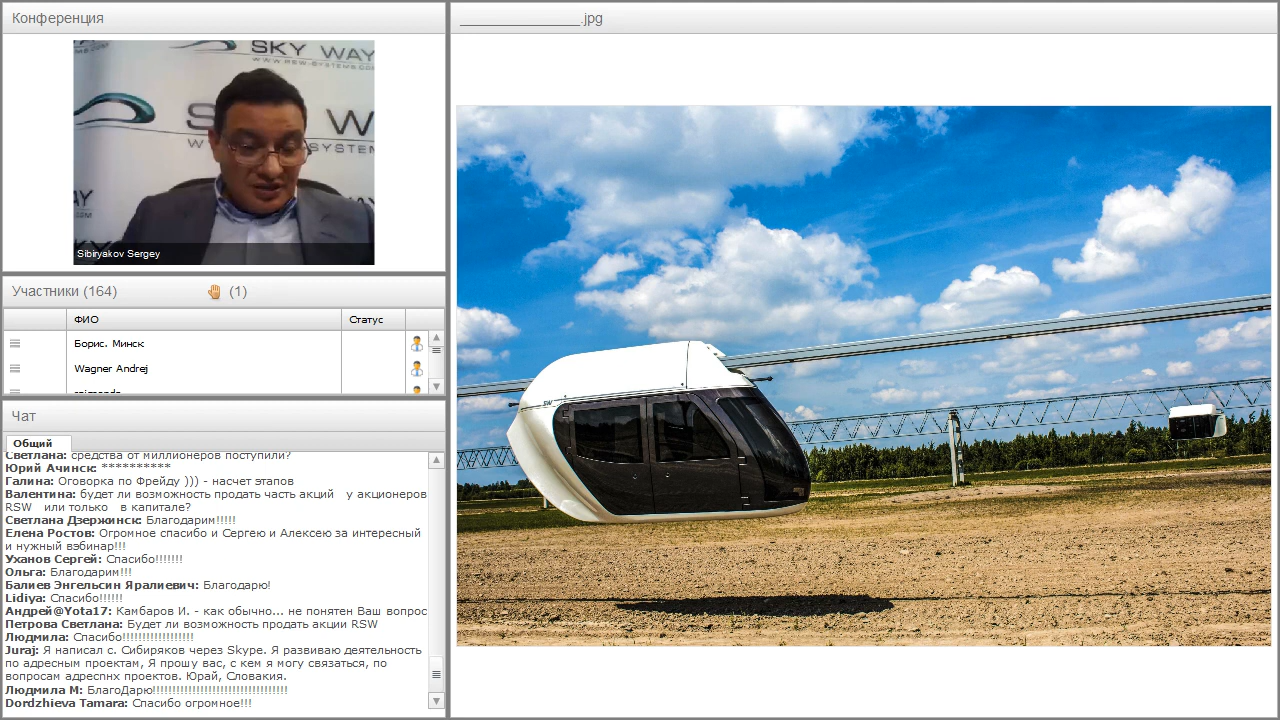 Конференция
SKY WAY
WWW.RSW-SYSTEMS.COM
Sibiryakov Sergey
Участники (164)
(1)
ФИО
Статус
Борис. Минск
Wagner Andrej
Чат
Общий
Светлана: средства от миллионеров поступили?
Юрий Ачинск: **********
Галина: Оговорка по Фрейду ))) - насчет этапов
Валентина: будет ли возможность продать часть акций у акционеров
RSW или только в капитале?
Светлана Дзержинск: Благодарим!!!!!
Елена Ростов: Огромное спасибо и Сергею и Алексею за интересный
и нужный вэбинар!!!
Уханов Сергей: Спасибо!!!!!!!
Ольга: Благодарим!!!
Балиев Энгельсин Яралиевич: Благодарю!
Lidiya: Спасибо!!!!!!
Андрей@Yota17: Камбаров И. - как обычно... не понятен Ваш вопрос
Петрова Светлана: Будет ли возможность продать акции RSW
Людмила: Спасибо!!!!!!!!!!!!!!!!!!
Juraj: Я написал с. Сибиряков через Skype. Я развиваю деятельность
по адресным проектам, Я прошу вас, с кем я могу связаться, по
вопросам адреспнх проектов. Юрай, Словакия.
Людмила М: БлагоДарю!!!!!!!!!!!!!!!!!!!!!!!!!!!!!!!!!!
Dordzhieva Tamara: Спасибо огромное!!!
_______________.jpg